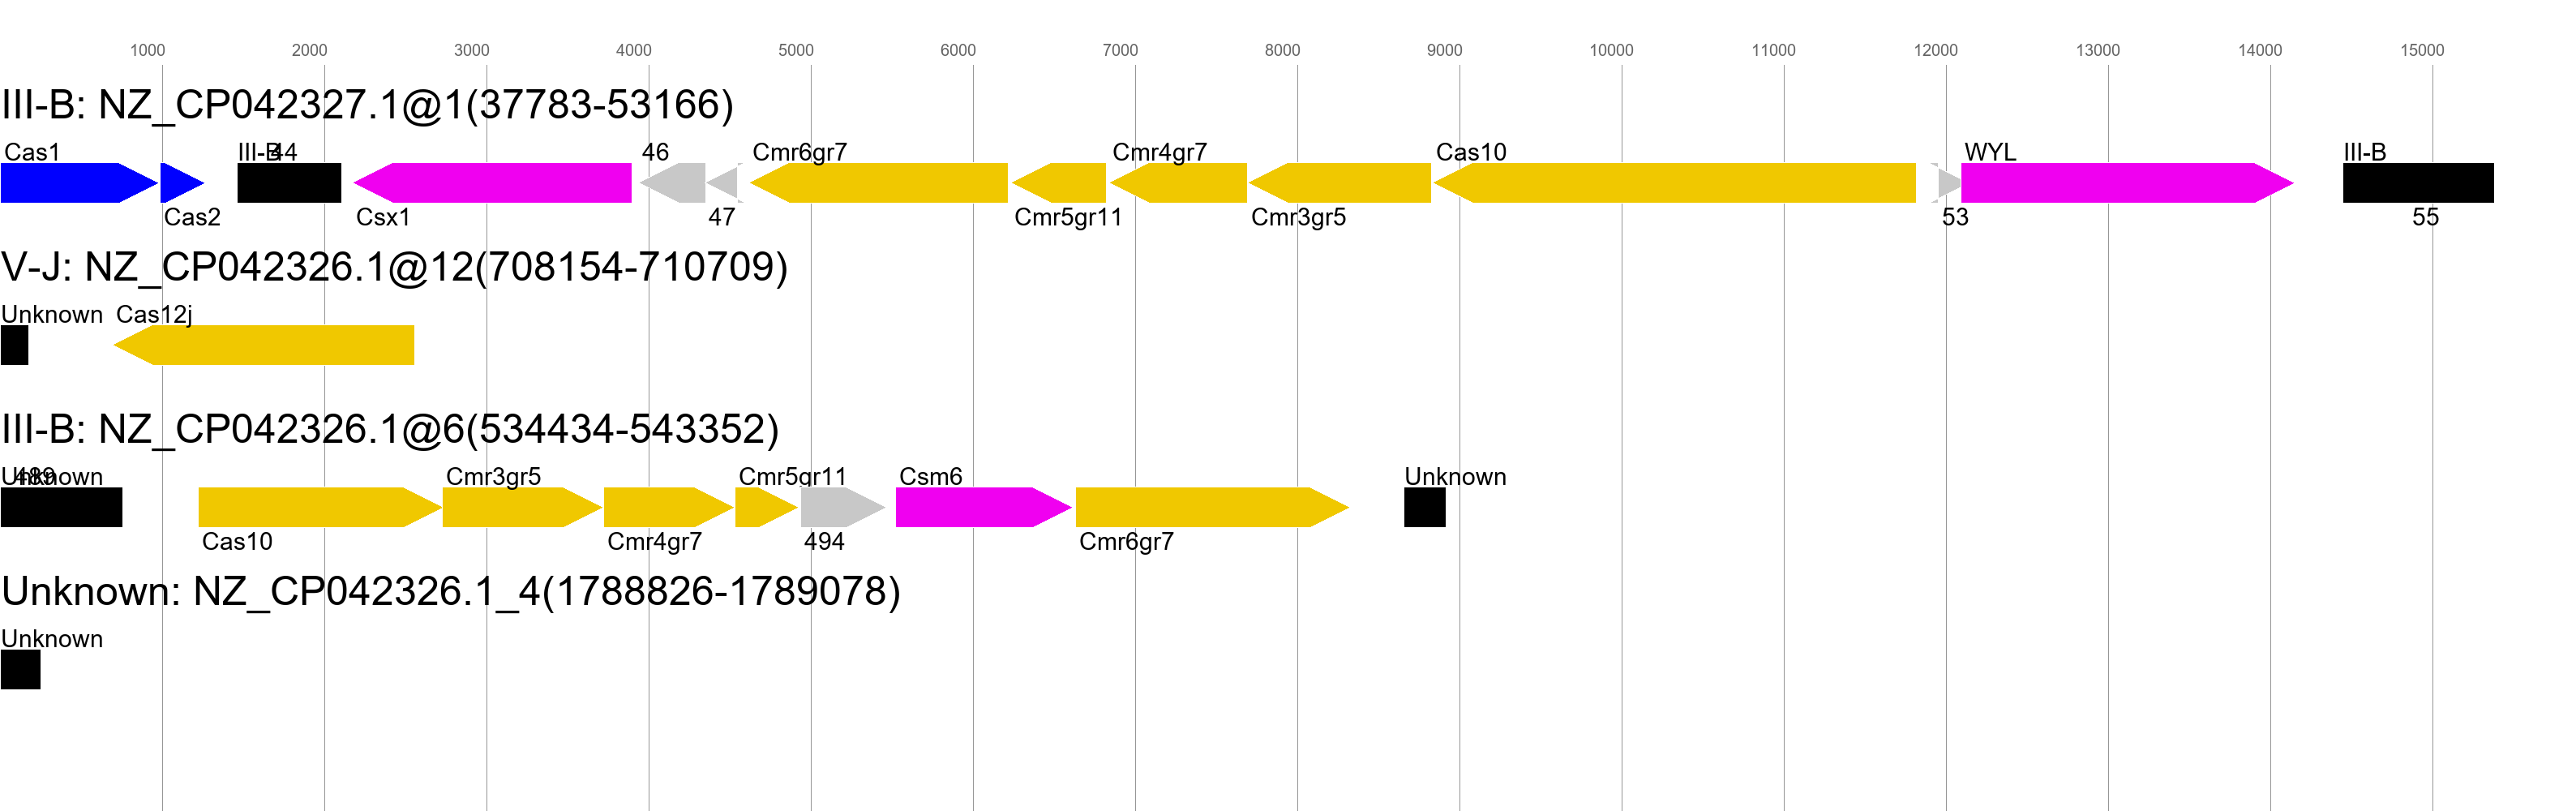 1000 2000 3000 4000 5000 6000 7000 8000 9000 10000 11000 12000 13000 14000 15000
III-B: NZ_CP042327.1@1(37783-53166)
Cas1 III-B 44 46 Cmr6gr7 Cmr4gr7 Cas10 WYL III-B
Cas2 Csx1 47 Cmr5gr11 Cmr3gr5 53 55
V-J: NZ_CP042326.1@12(708154-710709)
Unknown Cas12j
III-B: NZ_CP042326.1@6(534434-543352)
Unknown 489 Cmr3gr5 Cmr5gr11 Csm6 Unknown
Cas10 Cmr4gr7 494 Cmr6gr7
Unknown: NZ_CP042326.1_4(1788826-1789078)
Unknown